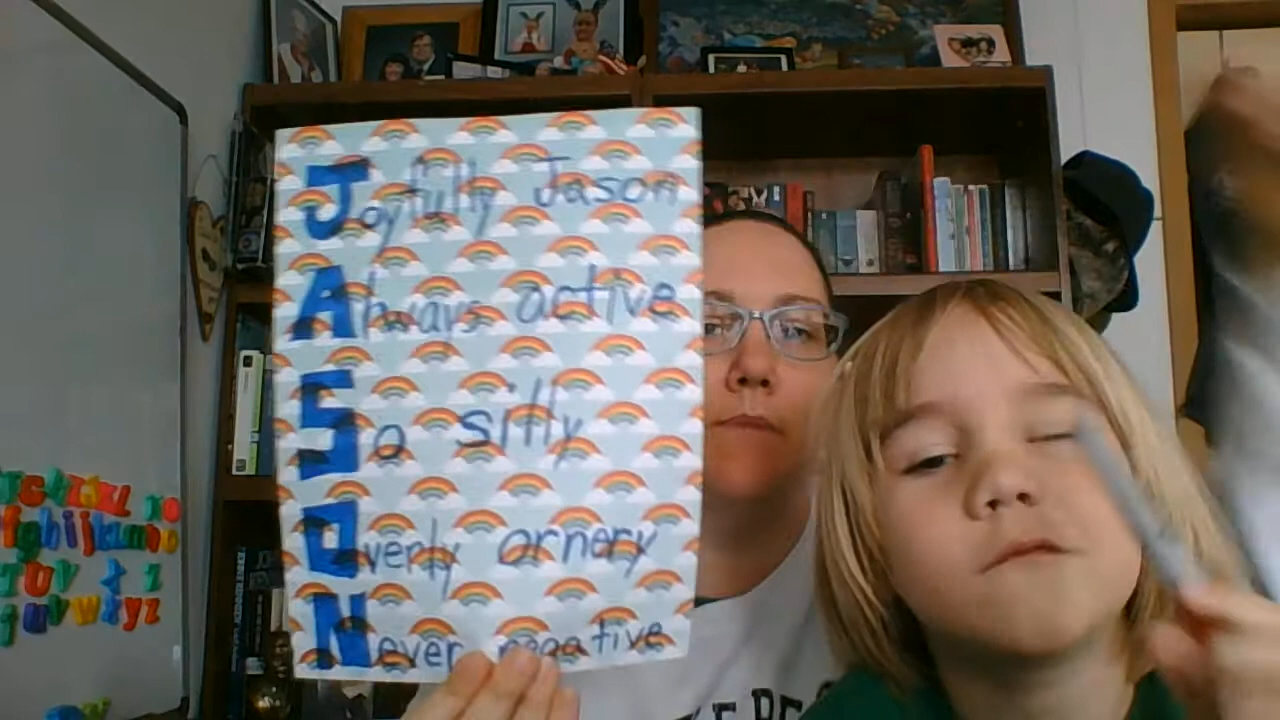 Joyfully Jason
Always active
So silly
Overly ornery
Never negative